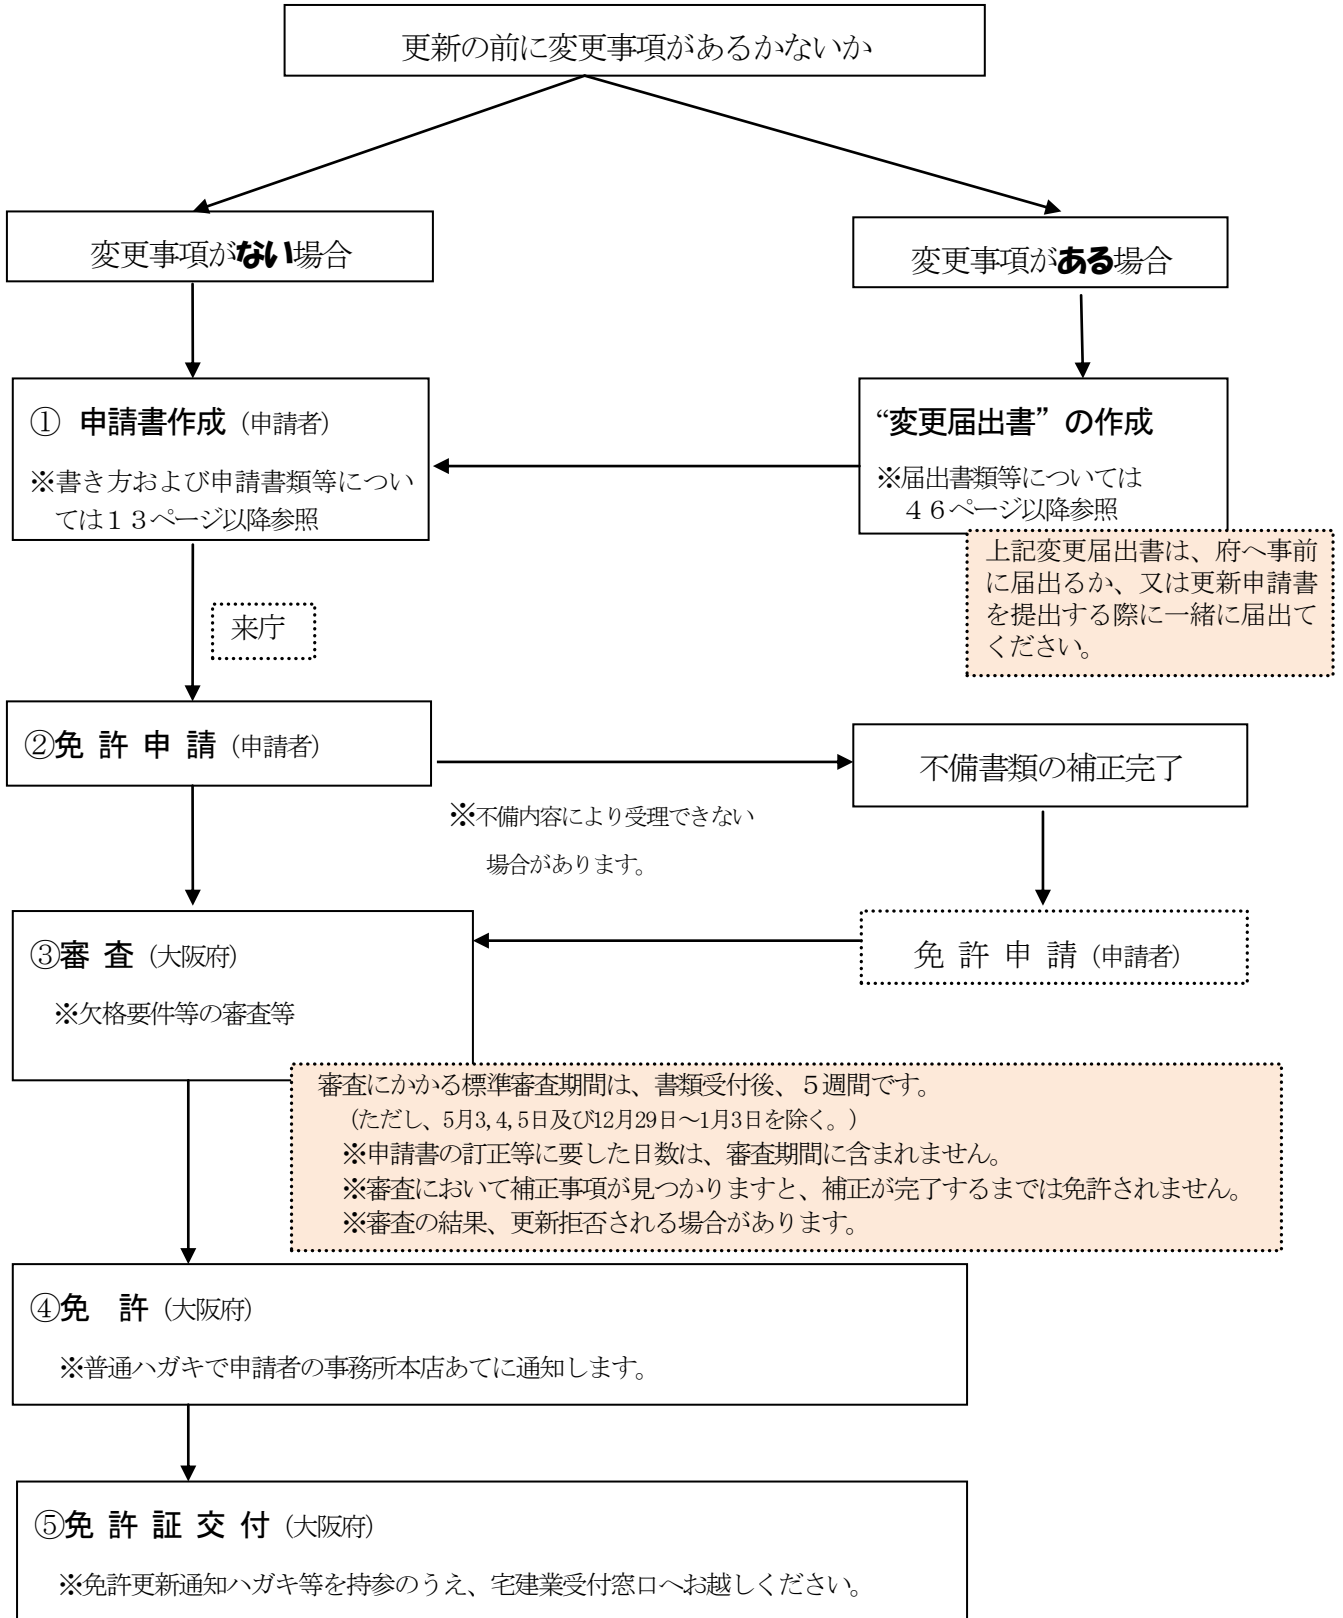 更新の前に変更事項があるかないか
変更事項がない場合
変更事項がある場合
① 申請書作成（申請者）
※書き方および申請書類等につい
ては１３ページ以降参照
“変更届出書”の作成
※届出書類等については
４６ページ以降参照
上記変更届出書は、府へ事前
に届出るか、又は更新申請書
を提出する際に一緒に届出て
ください。
来庁
②免 許 申 請（申請者）
※不備内容により受理できない
場合があります。
不備書類の補正完了
免 許 申 請（申請者）
③審 査（大阪府）
※欠格要件等の審査等
審査にかかる標準審査期間は、書類受付後、５週間です。
（ただし、5月3,4,5日及び12月29日～1月3日を除く。）
※申請書の訂正等に要した日数は、審査期間に含まれません。
※審査において補正事項が見つかりますと、補正が完了するまでは免許されません。
※審査の結果、更新拒否される場合があります。
④免　許（大阪府）
※普通ハガキで申請者の事務所本店あてに通知します。
⑤免 許 証 交 付（大阪府）
※免許更新通知ハガキ等を持参のうえ、宅建業受付窓口へお越しください。